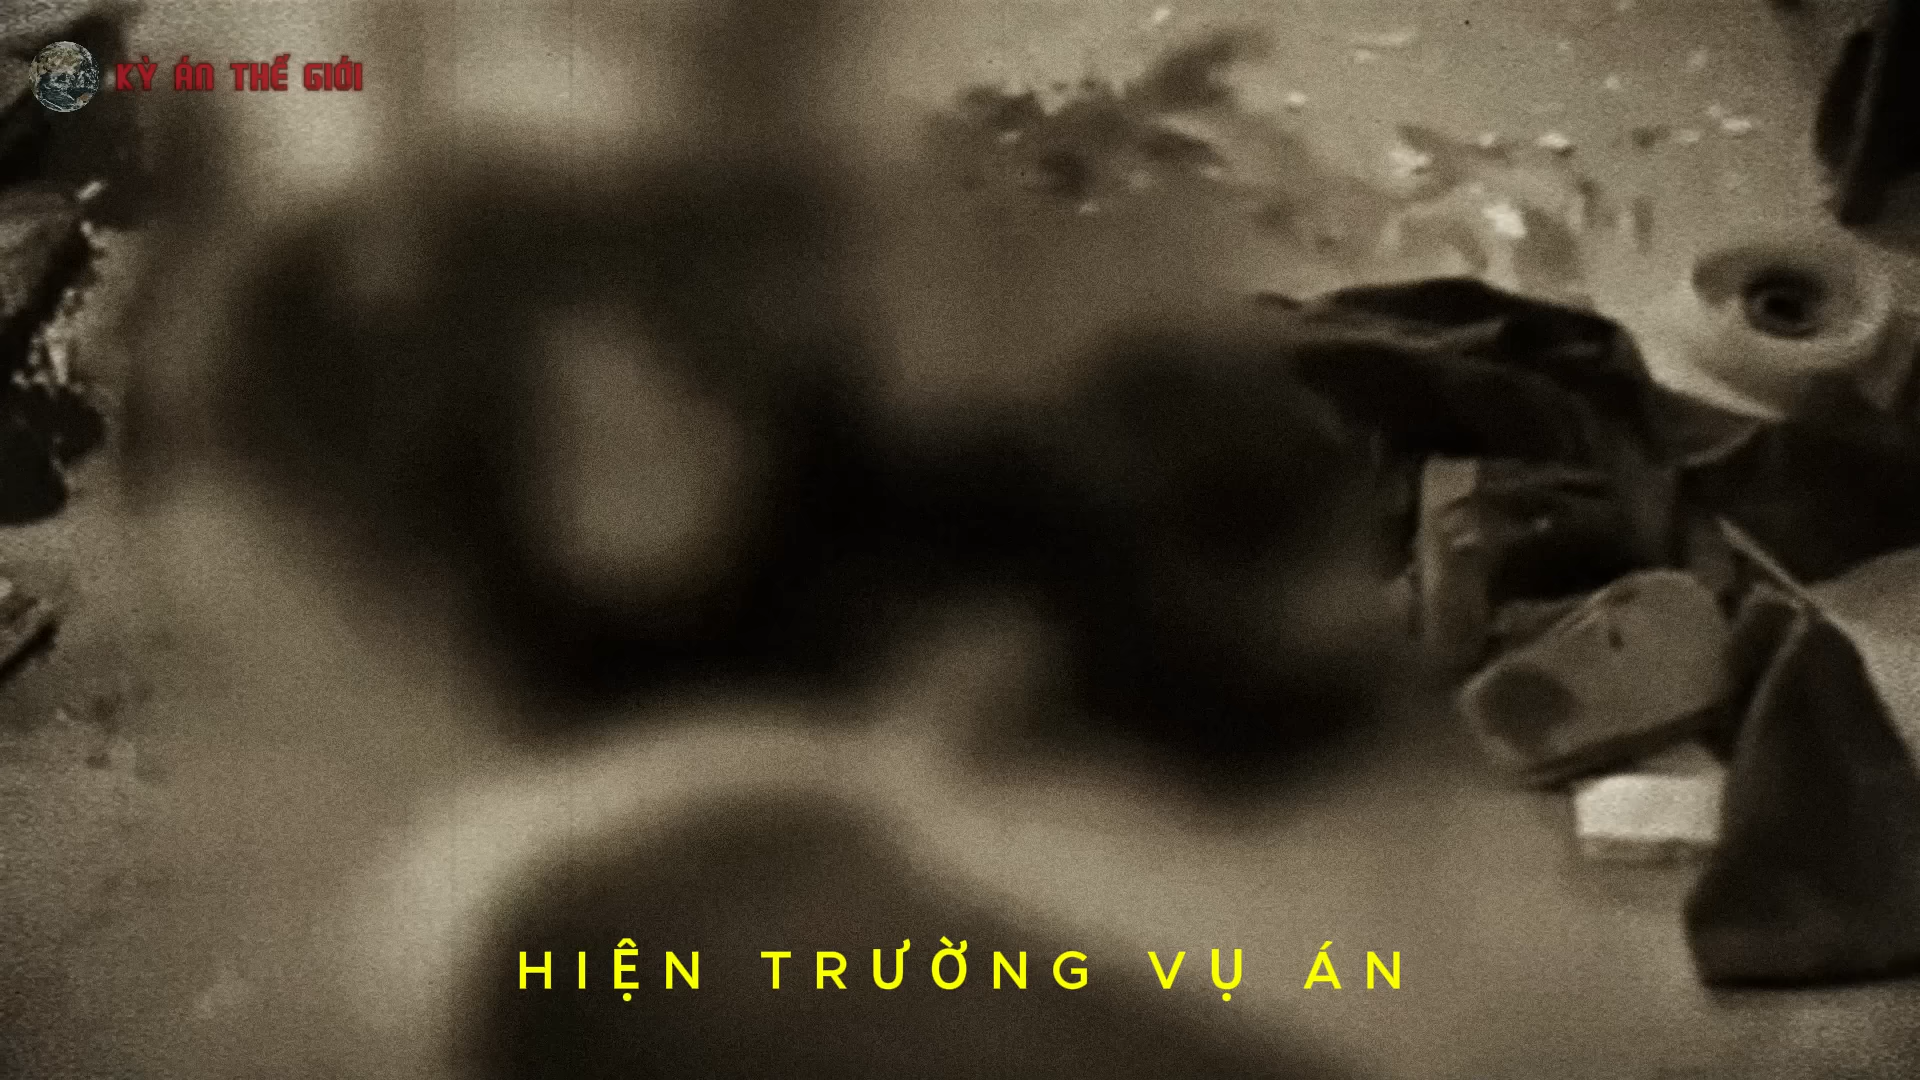 KỲ ÁN THẾ GIỚI
HIỆN TRƯỜNG VỤ ÁN